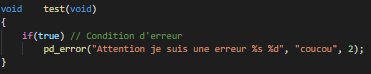 void    test(void)
{
    if(true) // Condition d'erreur
        pd_error("Attention je suis une erreur %s %d", "coucou", 2);
}